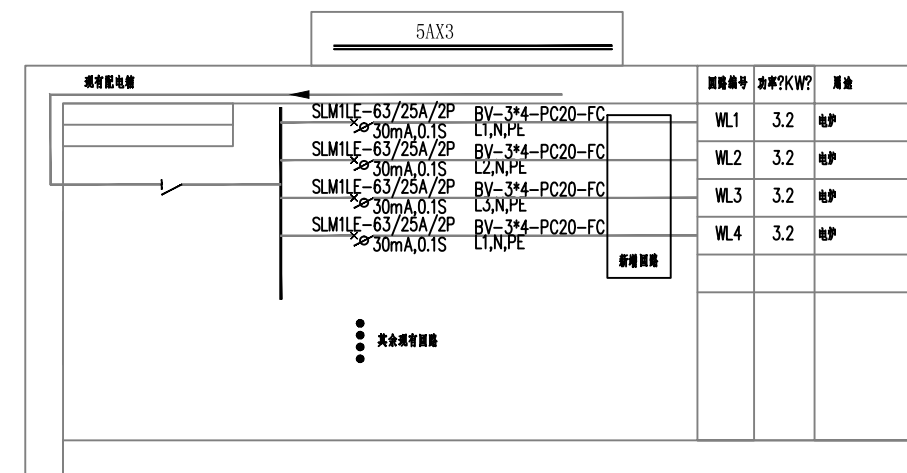 5AX3
现有配电箱
回路编号 功率?KW? 用途
SLM1LE-63/25A/2P BV-3*4-PC20-FC WL1 3.2 电炉
30mA,0.1S L1,N,PE
SLM1LE-63/25A/2P BV-3*4-PC20-FC WL2 3.2 电炉
30mA,0.1S L2,N,PE
SLM1LE-63/25A/2P BV-3*4-PC20-FC WL3 3.2 电炉
30mA,0.1S L3,N,PE
SLM1LE-63/25A/2P BV-3*4-PC20-FC WL4 3.2 电炉
30mA,0.1S L1,N,PE
新增回路
其余现有回路